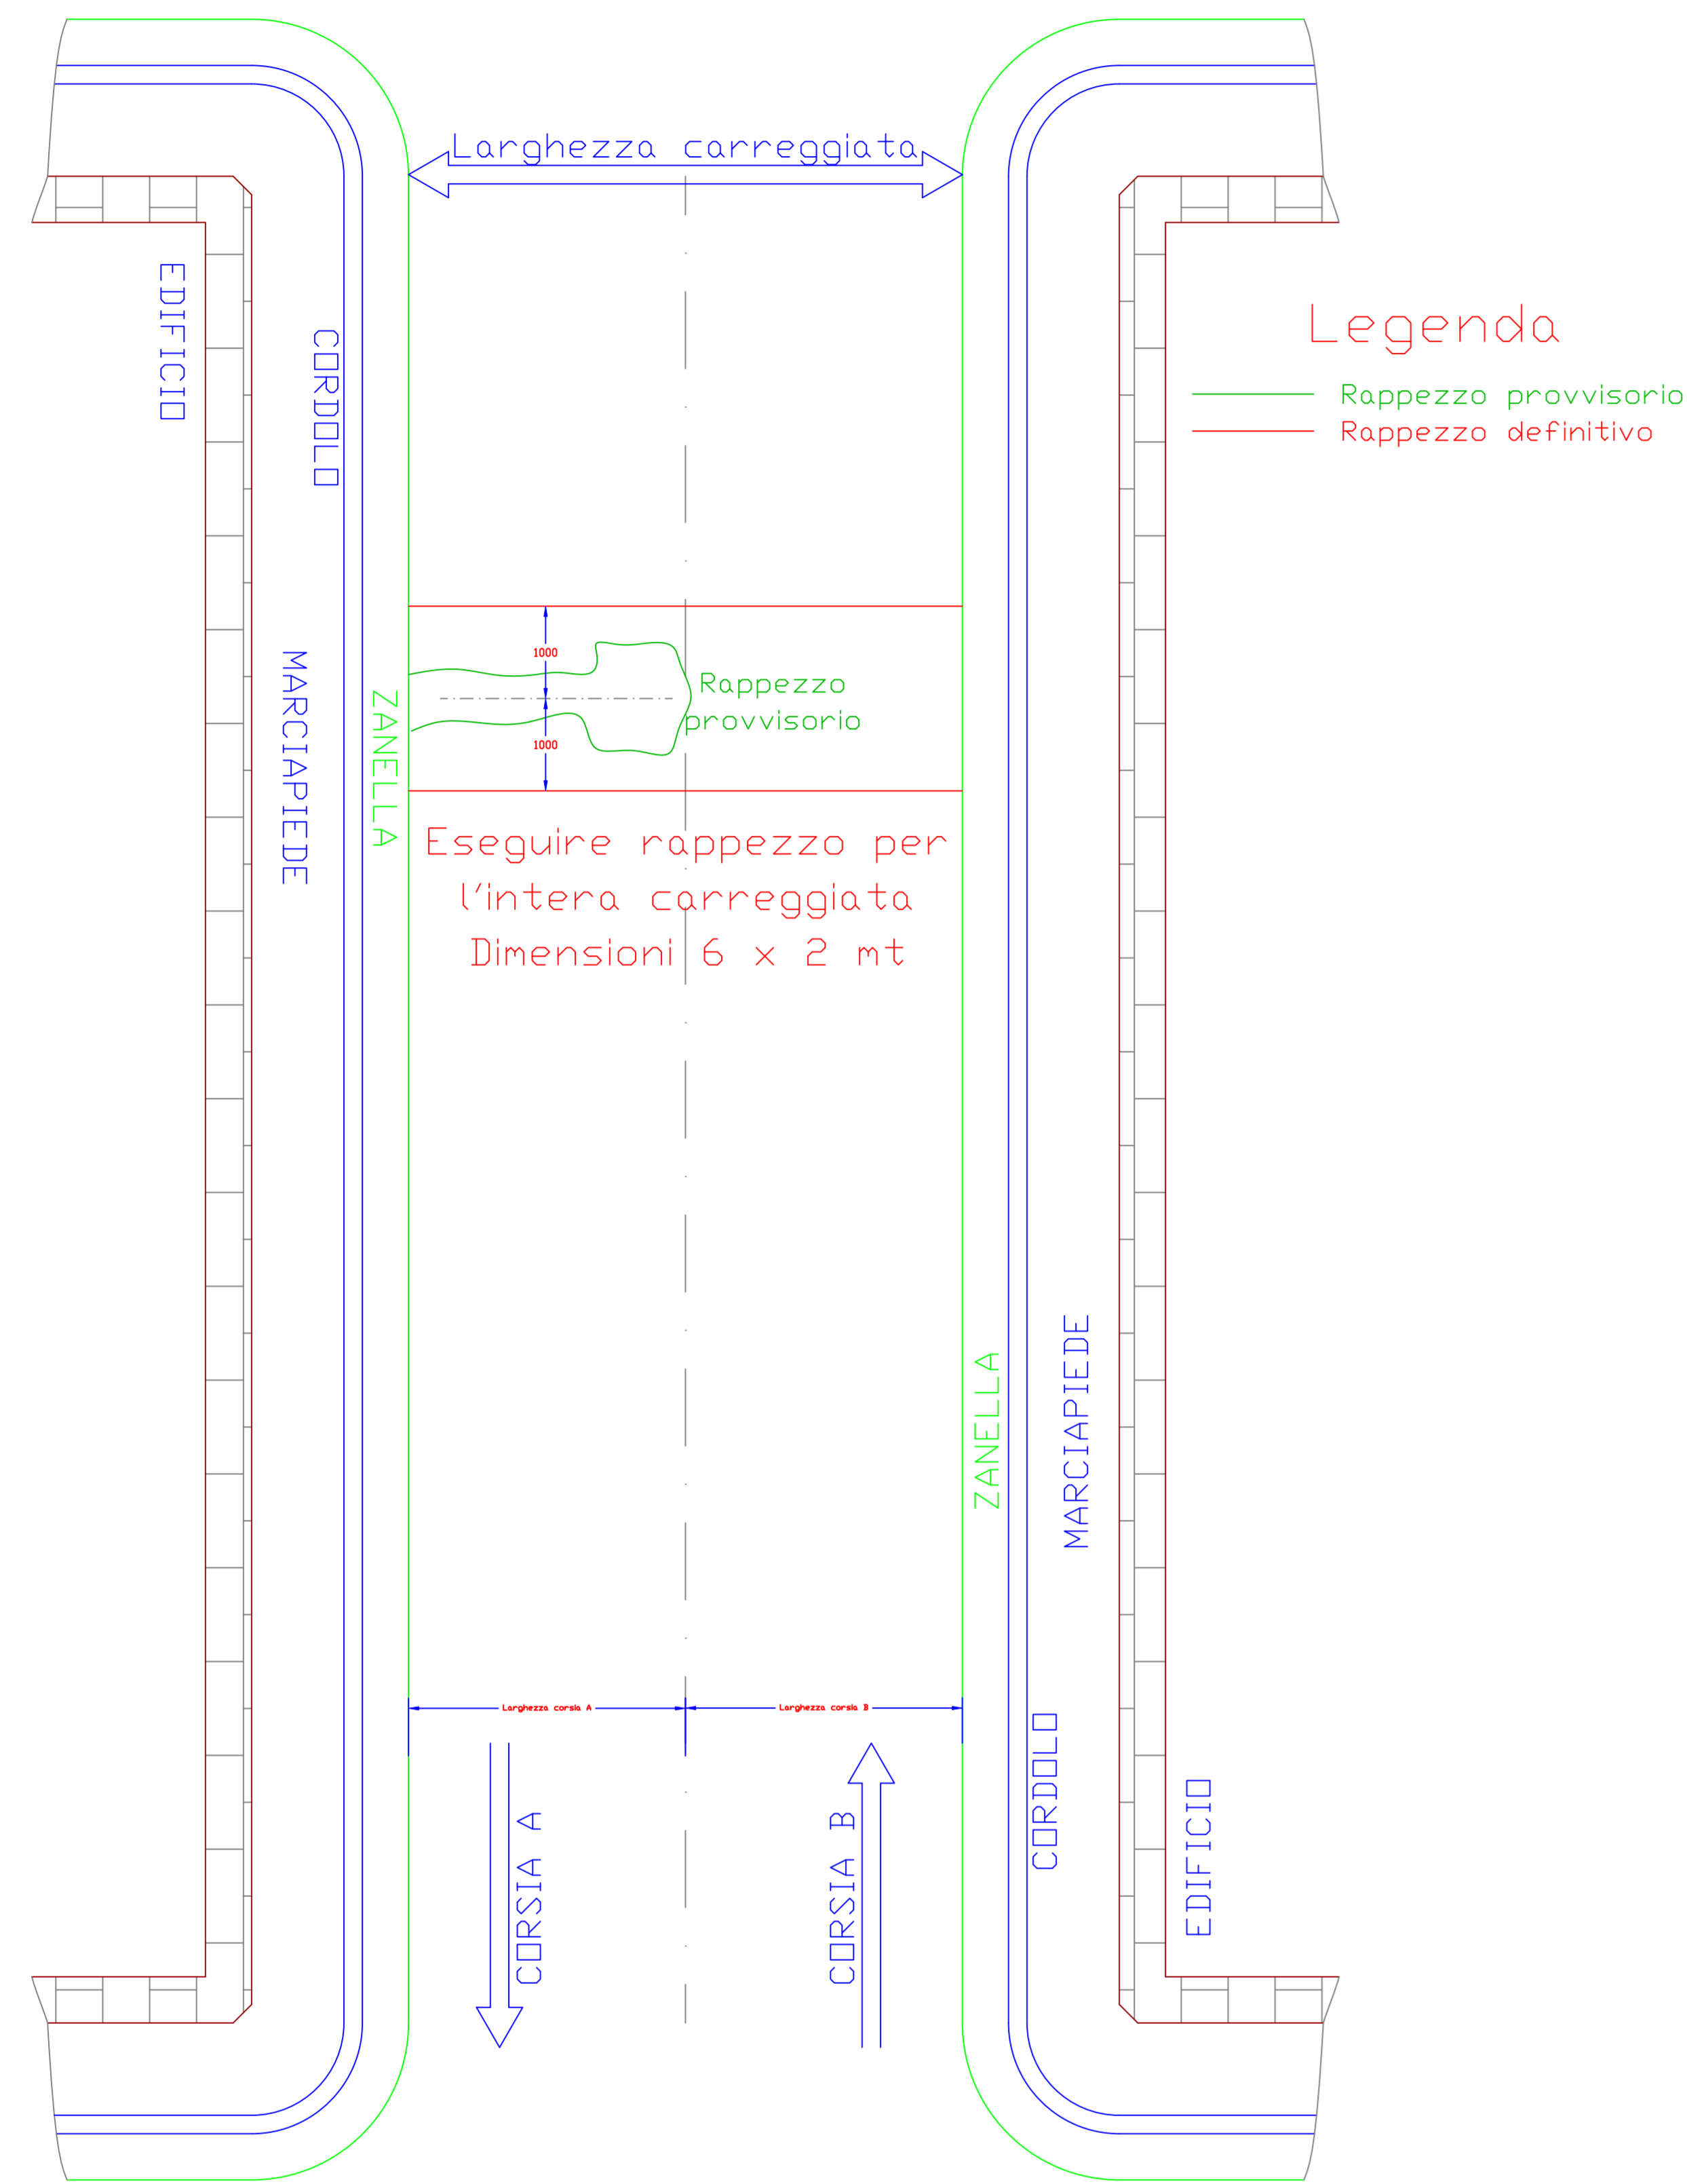 Larghezza carreggiata
EDIFICIO
CORDOLO
MARCIAPIEDE
ZANELLA
Legenda
Rappezzo provvisorio
Rappezzo definitivo
1000
Rappezzo
provvisorio
1000
Eseguire rappezzo per
l'intera carreggiata
Dimensioni 6 x 2 mt
ZANELLA
MARCIAPIEDE
CORDOLO
EDIFICIO
Larghezza corsia A
Larghezza corsia B
CORSIA A
CORSIA B